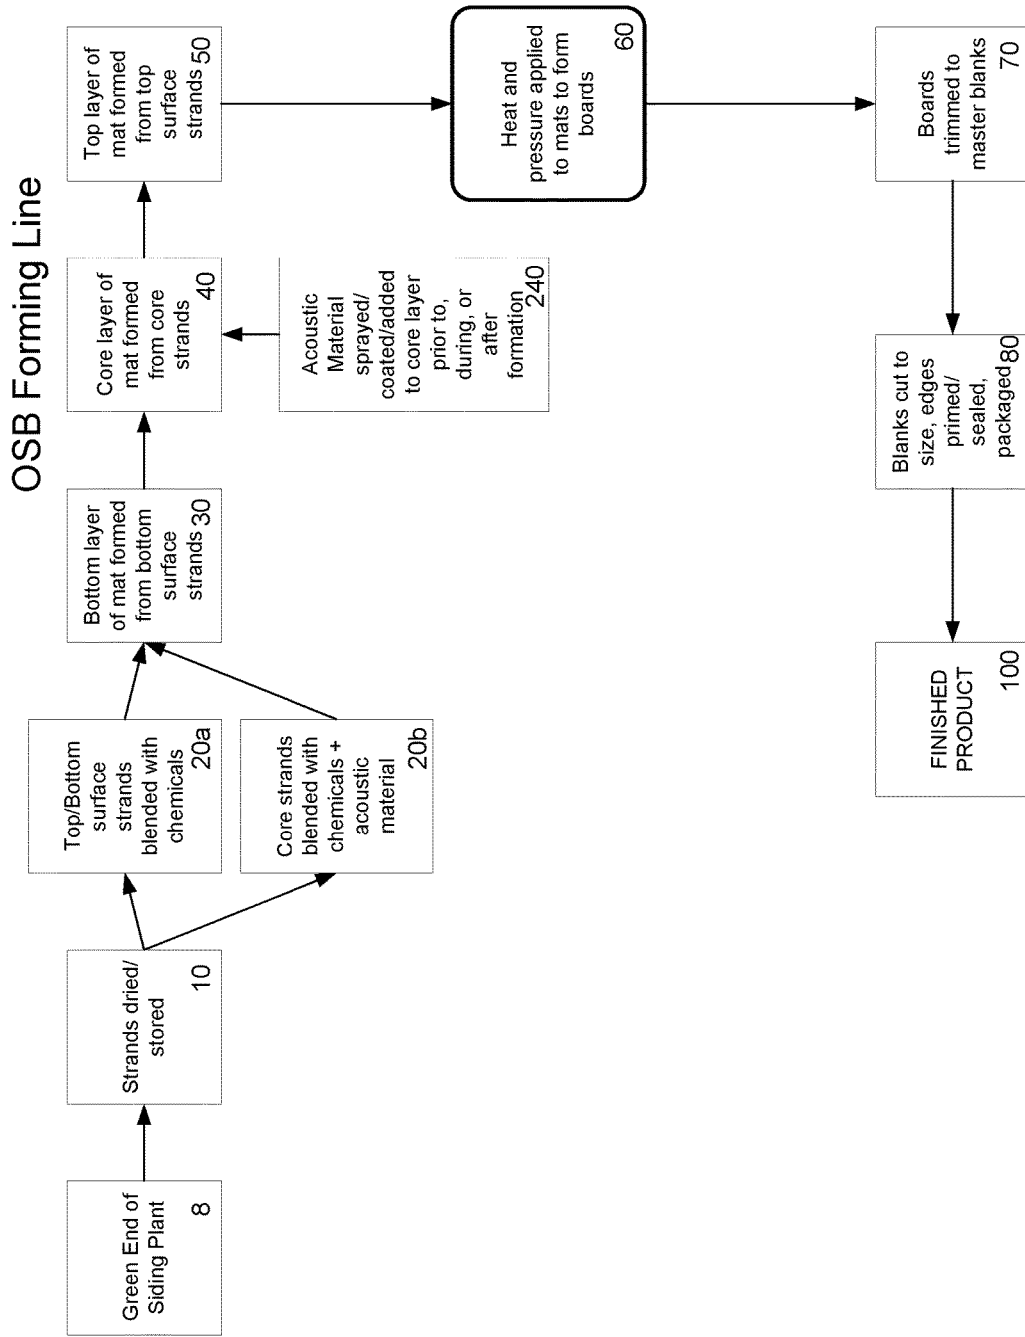 OSB Forming Line
Green End of
Siding Plant
8
Strands dried/
stored
10
Top/Bottom
surface
strands
blended with
chemicals
20a
Core strands
blended with
chemicals +
acoustic
material
20b
Bottom layer
of mat formed
from bottom
surface
strands 30
Core layer of
mat formed
from core
strands
40
Acoustic
Material
sprayed/
coated/added
to core layer
prior to,
during, or
after
formation
240
Top layer of
mat formed
from top
surface
strands 50
Heat and
pressure applied
to mats to form
boards
60
Boards
trimmed to
master blanks
70
Blanks cut to
size, edges
primed/
sealed,
packaged 80
FINISHED
PRODUCT
100